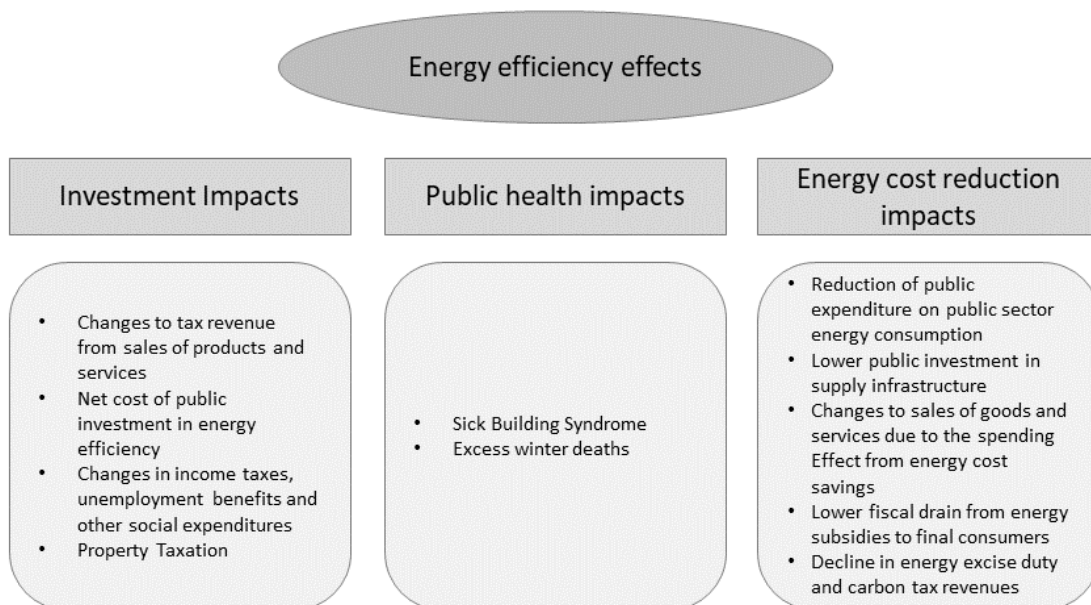 Energy efficiency effects
Investment Impacts
Public health impacts
Energy cost reduction
impacts
• Changes to tax revenue
from sales of products and
services
• Net cost of public
investment in energy
efficiency
• Changes in income taxes,
unemployment benefits and
other social expenditures
• Property Taxation
• Sick Building Syndrome
• Excess winter deaths
• Reduction of public
expenditure on public sector
energy consumption
• Lower public investment in
supply infrastructure
• Changes to sales of goods and
services due to the spending
Effect from energy cost
savings
• Lower fiscal drain from energy
subsidies to final consumers
• Decline in energy excise duty
and carbon tax revenues